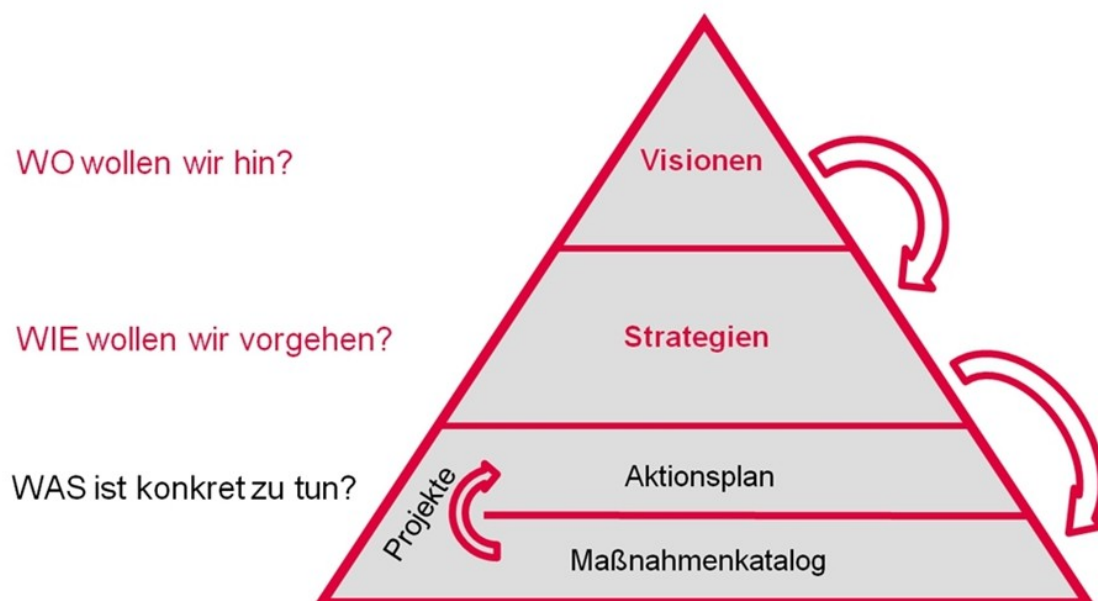 WO wollen wir hin?
Visionen
WIE wollen wir vorgehen?
Strategien
WAS ist konkret zu tun?
Projekte
Aktionsplan
Maßnahmenkatalog